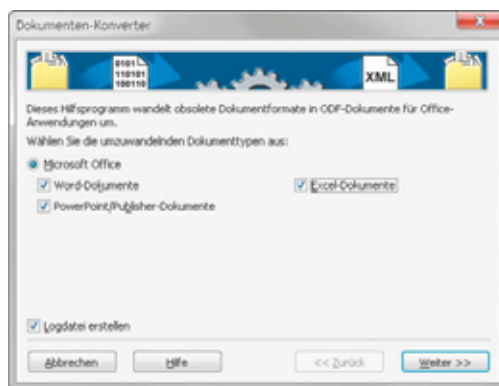 Dokumenten-Konverter
0101
110101
100110
XML
Dieses Hilfsprogramm wandelt obsolete Dokumentformate in ODF-Dokumente für Office-
Anwendungen um.
Wählen Sie die umzuwandelnden Dokumenttypen aus:
Microsoft Office
Word-Dokumente Excel-Dokumente
PowerPoint/Publisher-Dokumente
Logdatei erstellen
Abbrechen Hilfe << Zurück Weiter >>